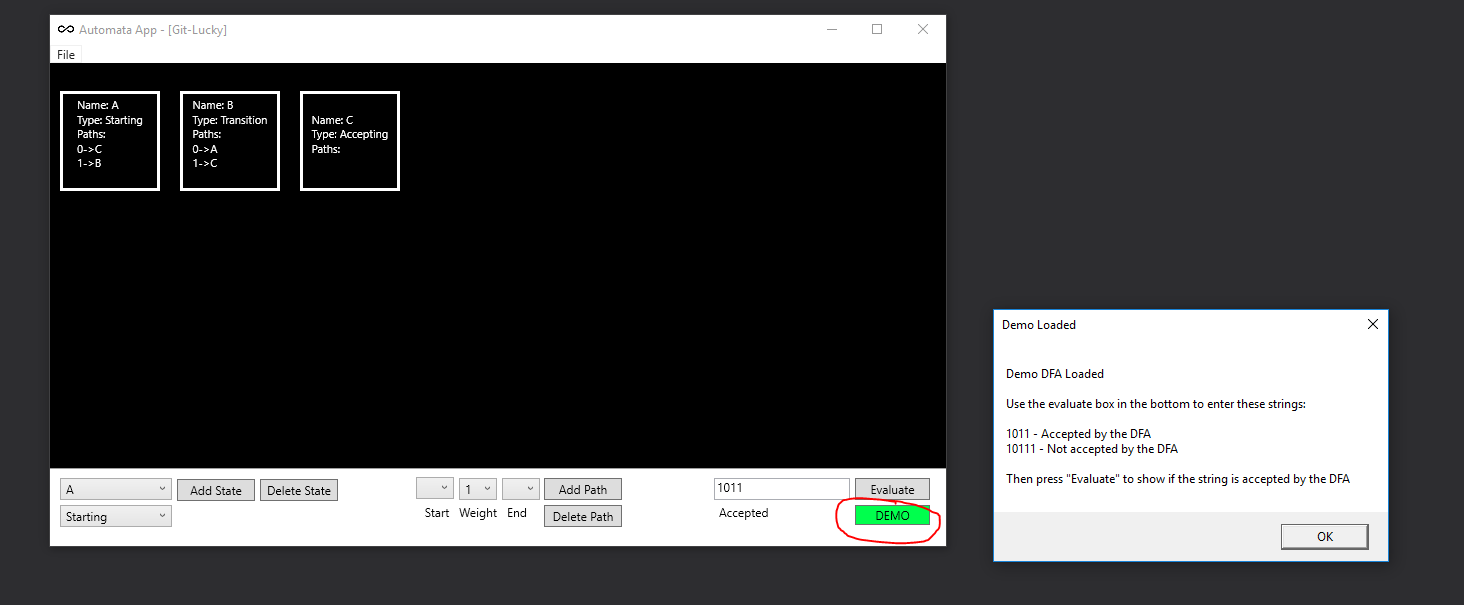 Automata App - [Git-Lucky]
File
Name: A
Type: Starting
Paths:
0->C
1->B
Name: B
Type: Transition
Paths:
0->A
1->C
Name: C
Type: Accepting
Paths:
A
Add State
Delete State
Starting
1
Add Path
Start
Weight
End
Delete Path
1011
Evaluate
Accepted
DEMO
Demo Loaded
Demo DFA Loaded
Use the evaluate box in the bottom to enter these strings:
1011 - Accepted by the DFA
10111 - Not accepted by the DFA
Then press "Evaluate" to show if the string is accepted by the DFA
OK